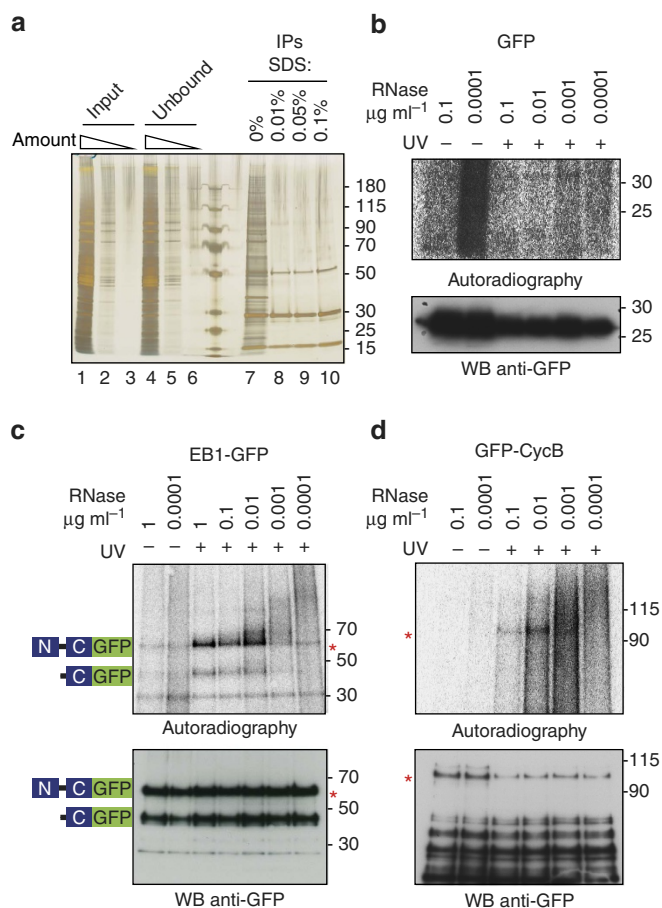 a
IPs
SDS:
Input
Unbound
0%
0.01%
0.05%
0.1%
Amount
180
115
90
70
50
30
25
15
1 2 3 4 5 6 7 8 9 10
b
GFP
RNase
µg ml−1
0.1
0.0001
0.1
0.01
0.001
0.0001
UV − − + + + +
30
25
Autoradiography
30
25
WB anti-GFP
c
EB1-GFP
RNase
µg ml−1
1
0.0001
1
0.1
0.01
0.001
0.0001
UV − − + + + + +
N C GFP
C GFP
70
*
50
30
Autoradiography
N C GFP
C GFP
70
*
50
30
WB anti-GFP
d
GFP-CycB
RNase
µg ml−1
0.1
0.0001
0.1
0.01
0.001
0.0001
UV − − + + + +
*
115
90
Autoradiography
*
115
90
WB anti-GFP